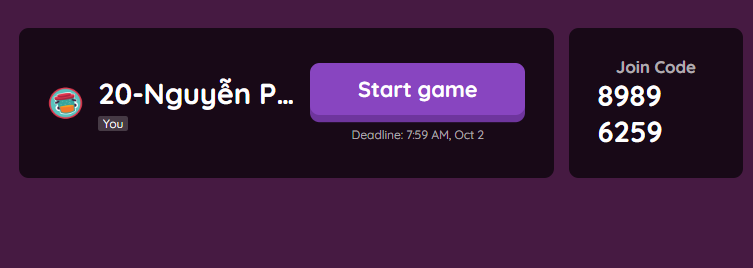 20-Nguyễn P...
You
Start game
Deadline: 7:59 AM, Oct 2
Join Code
8989
6259